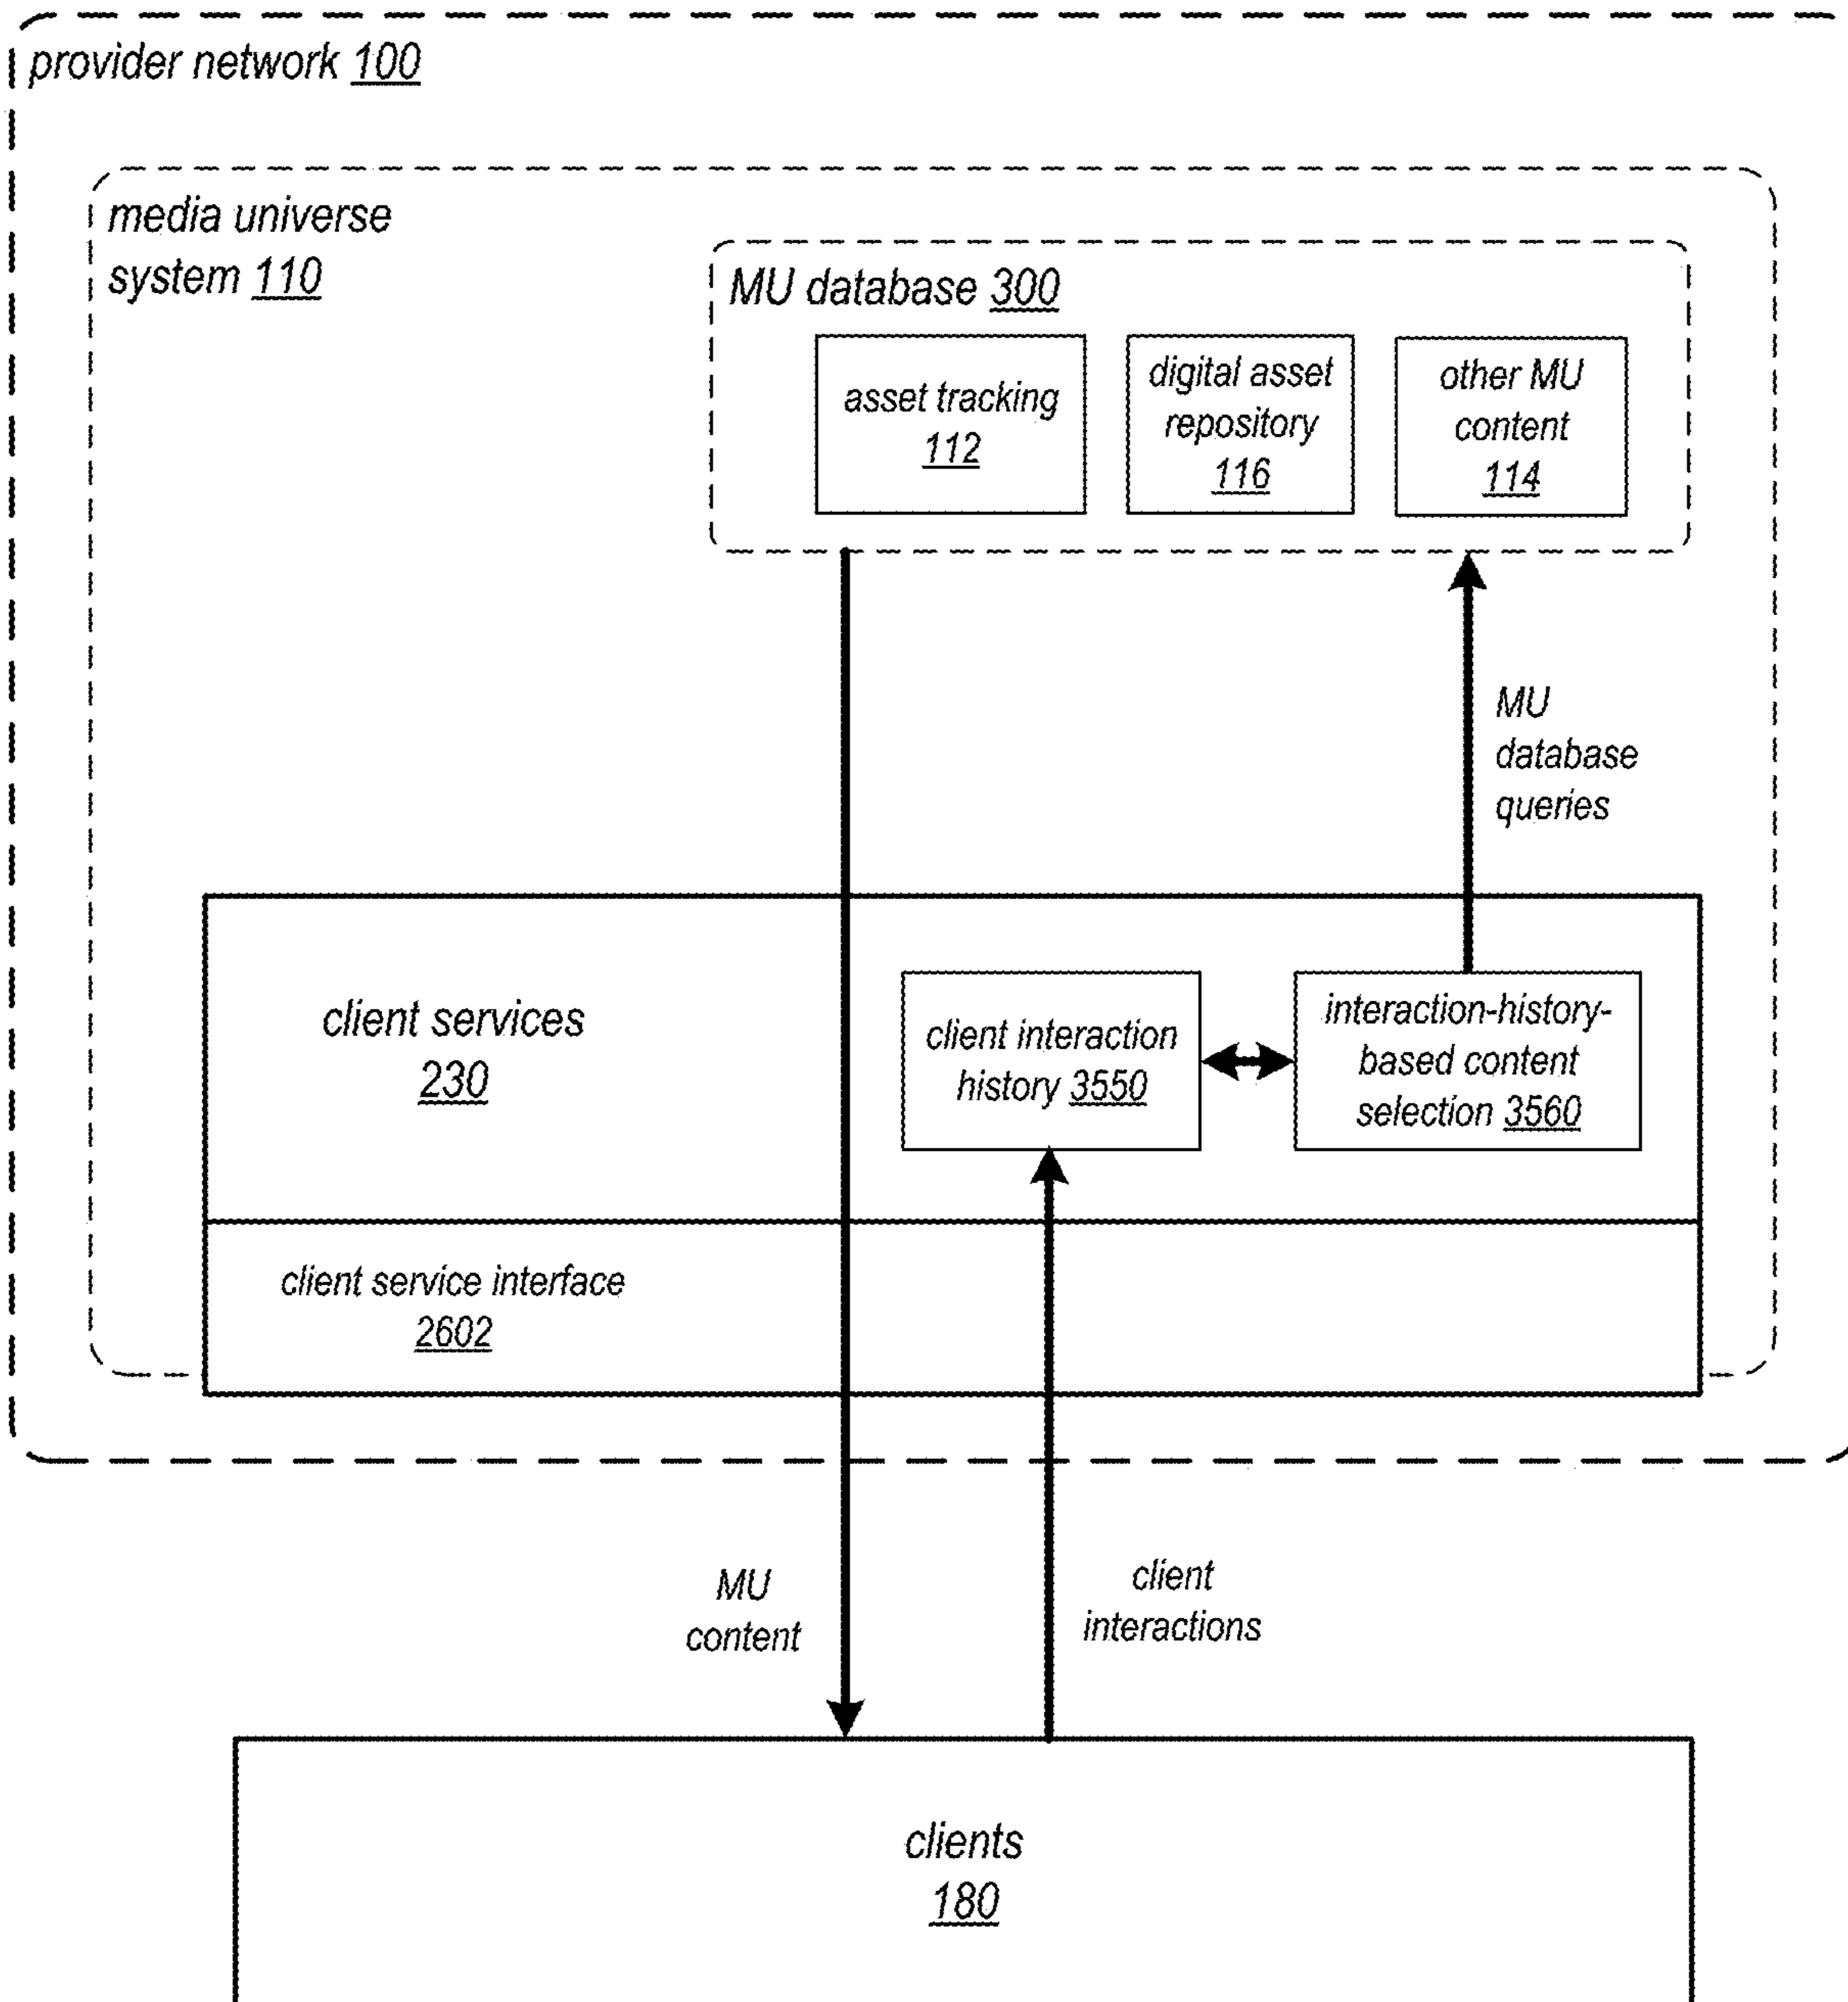 provider network 100
media universe
system 110
MU database 300
asset tracking
112
digital asset
repository
116
other MU
content
114
MU
database
queries
client services
230
client interaction
history 3550
interaction-history-
based content
selection 3560
client service interface
2602
MU
content
client
interactions
clients
180